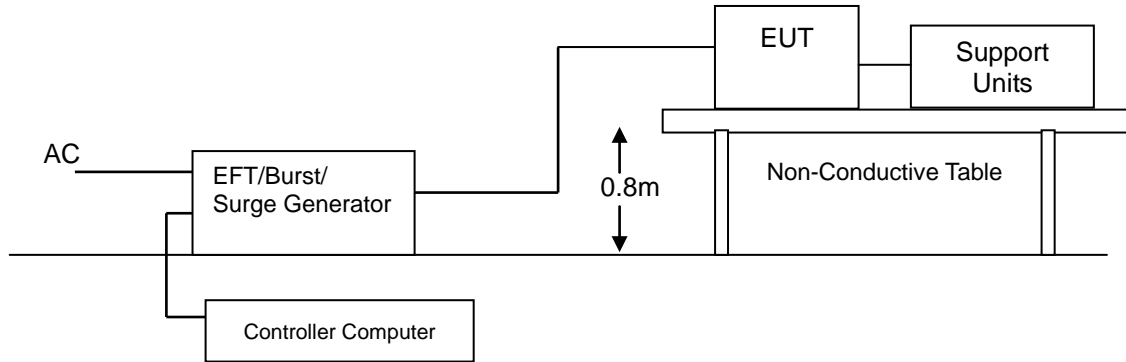 EUT
Support
Units
AC
EFT/Burst/
Surge Generator
0.8m
Non-Conductive Table
Controller Computer